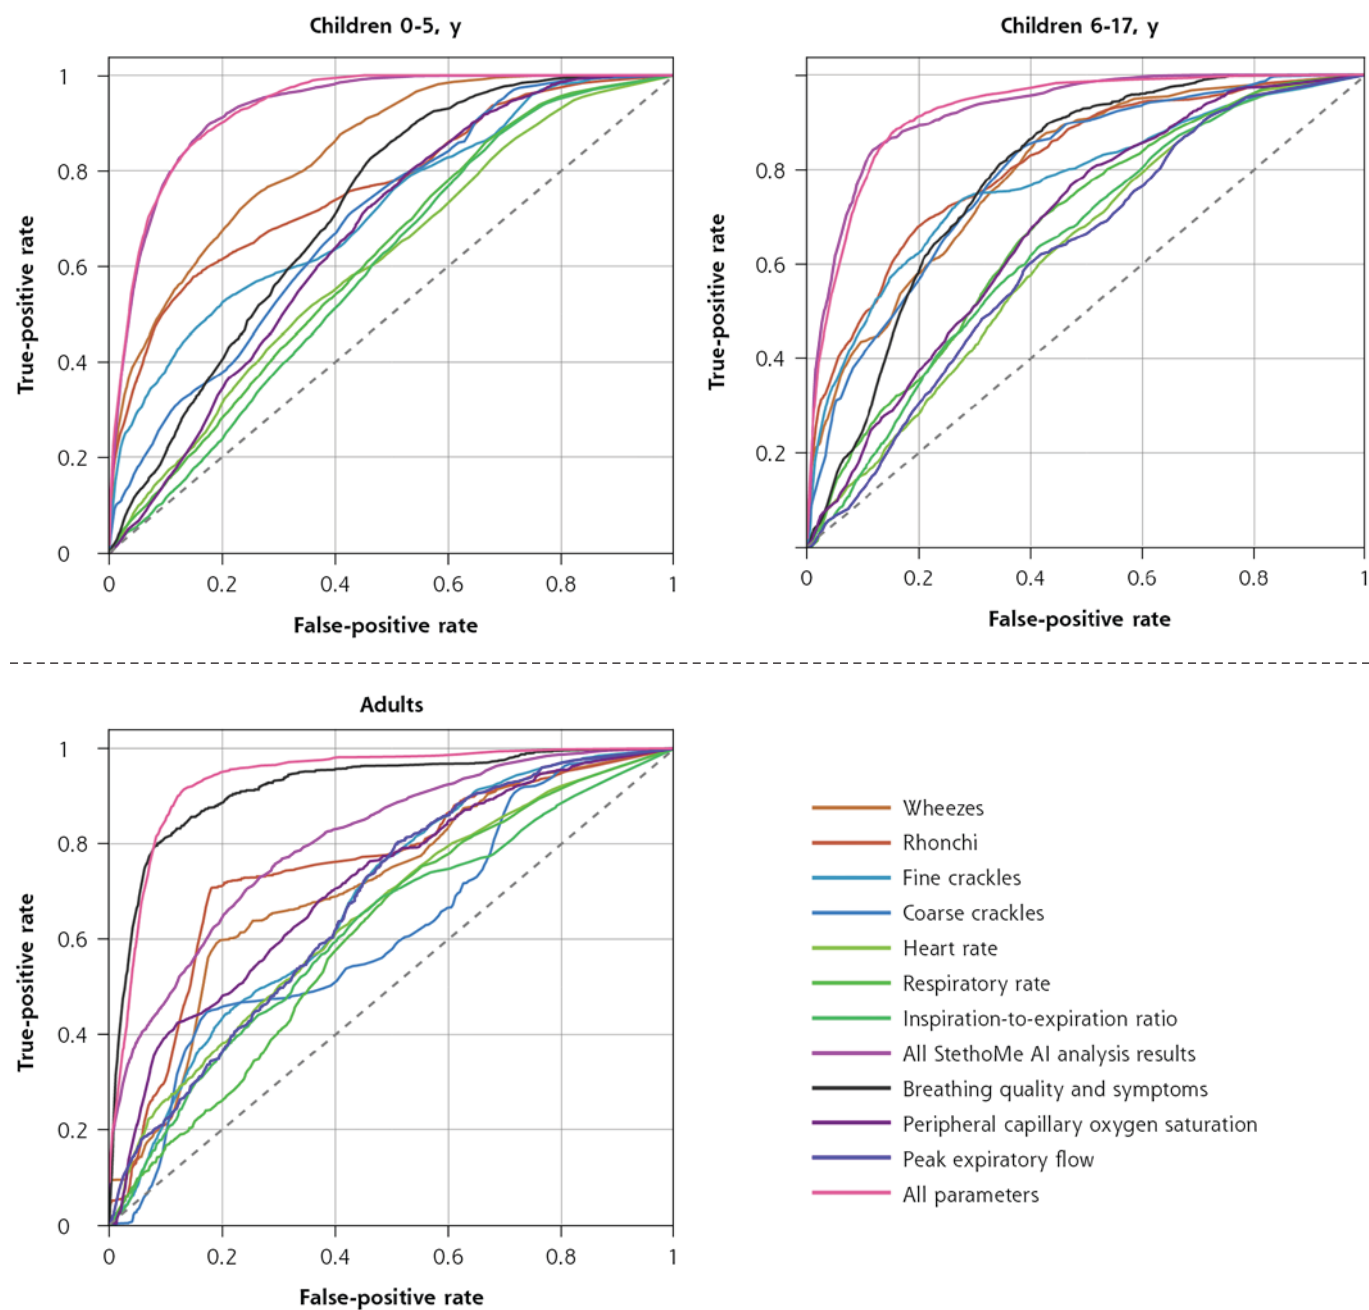 Children 0-5, y
Children 6-17, y
True-positive rate
1
0.8
0.6
0.4
0.2
0
0 0.2 0.4 0.6 0.8 1
False-positive rate
True-positive rate
0.8
0.6
0.4
0.2
0 0.2 0.4 0.6 0.8 1
False-positive rate
Adults
True-positive rate
1
0.8
0.6
0.4
0.2
0
0 0.2 0.4 0.6 0.8 1
False-positive rate
Wheezes
Rhonchi
Fine crackles
Coarse crackles
Heart rate
Respiratory rate
Inspiration-to-expiration ratio
All StethoMe AI analysis results
Breathing quality and symptoms
Peripheral capillary oxygen saturation
Peak expiratory flow
All parameters